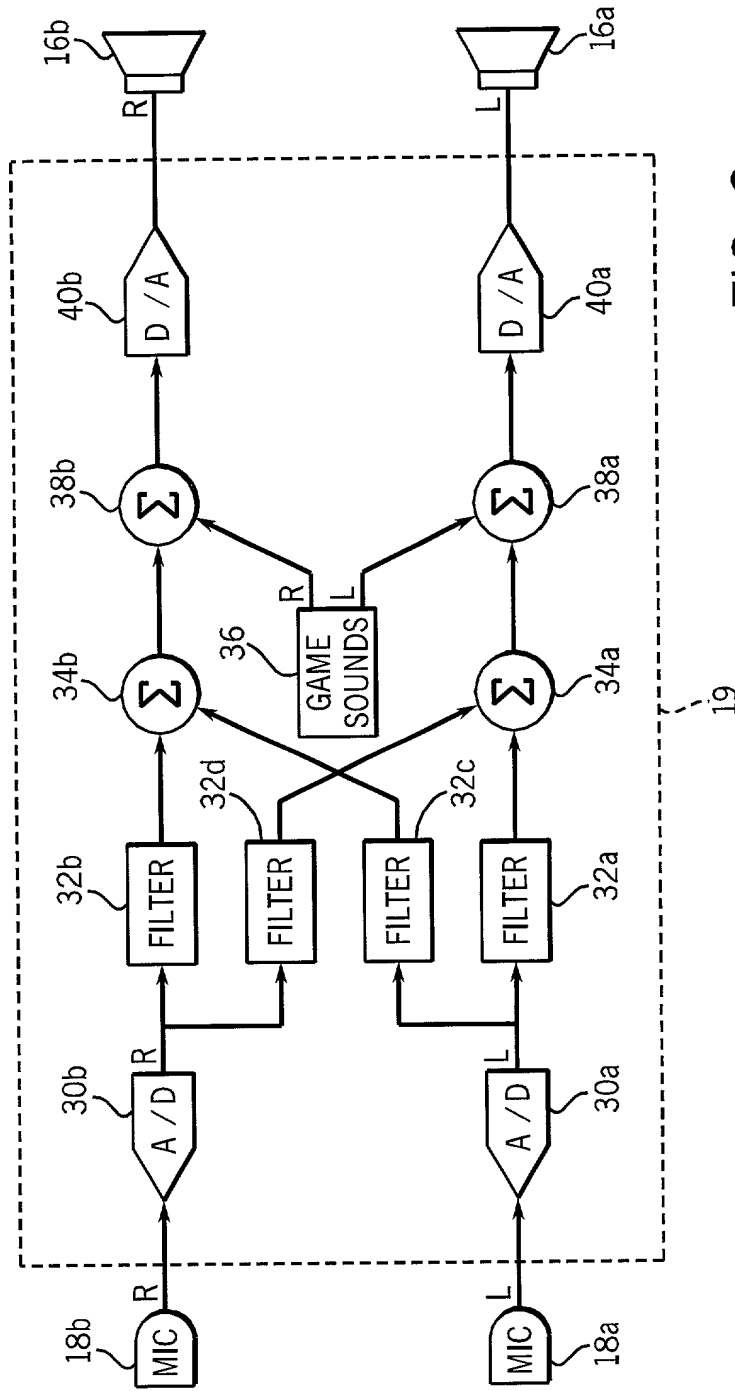 18b
MIC
R
30b
A / D
R
32b
FILTER
34b
Σ
38b
Σ
40b
D / A
R
16b
32d
FILTER
36
GAME
SOUNDS
R
L
FILTER
32c
18a
MIC
L
30a
A / D
L
FILTER
32a
Σ
34a
Σ
38a
D / A
40a
L
16a
19